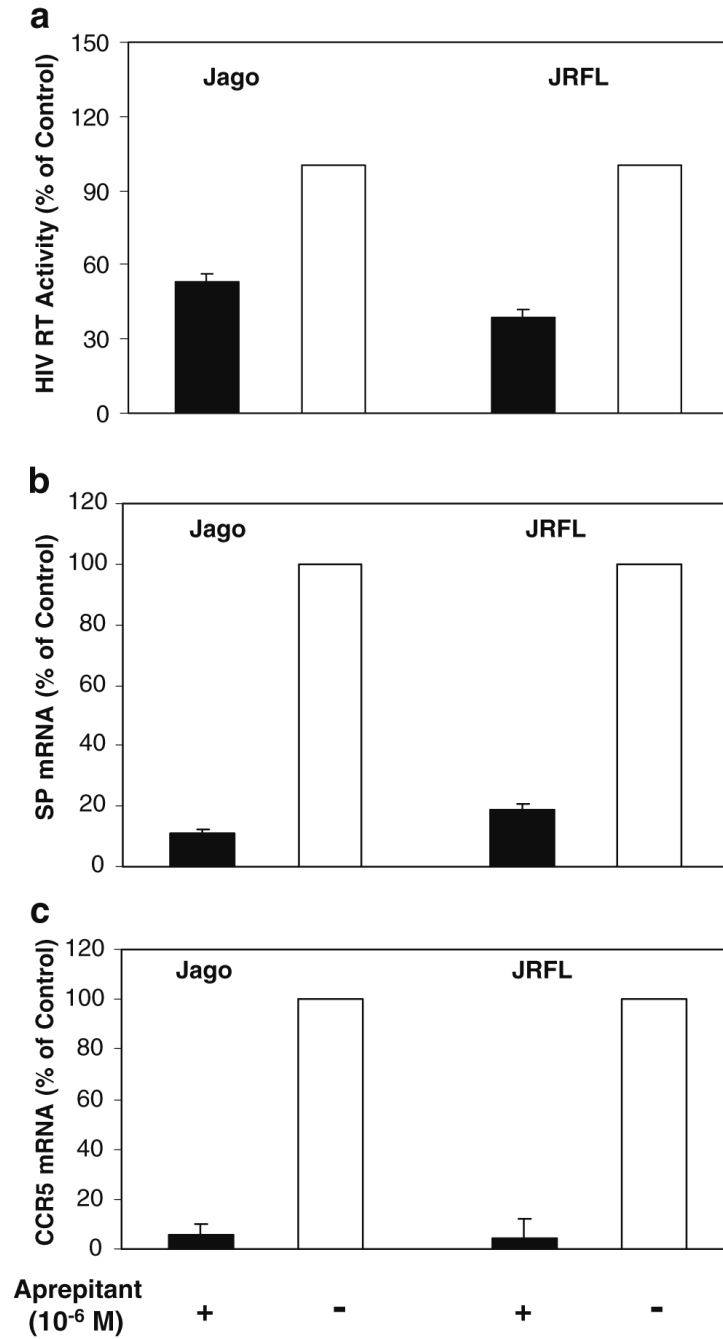 a
HIV RT Activity (% of Control)
150
120
90
60
30
0
Jago
JRFL
b
SP mRNA (% of Control)
120
100
80
60
40
20
0
Jago
JRFL
c
CCR5 mRNA (% of Control)
120
100
80
60
40
20
0
Jago
JRFL
Aprepitant
(10⁻⁶ M)
+ - + -